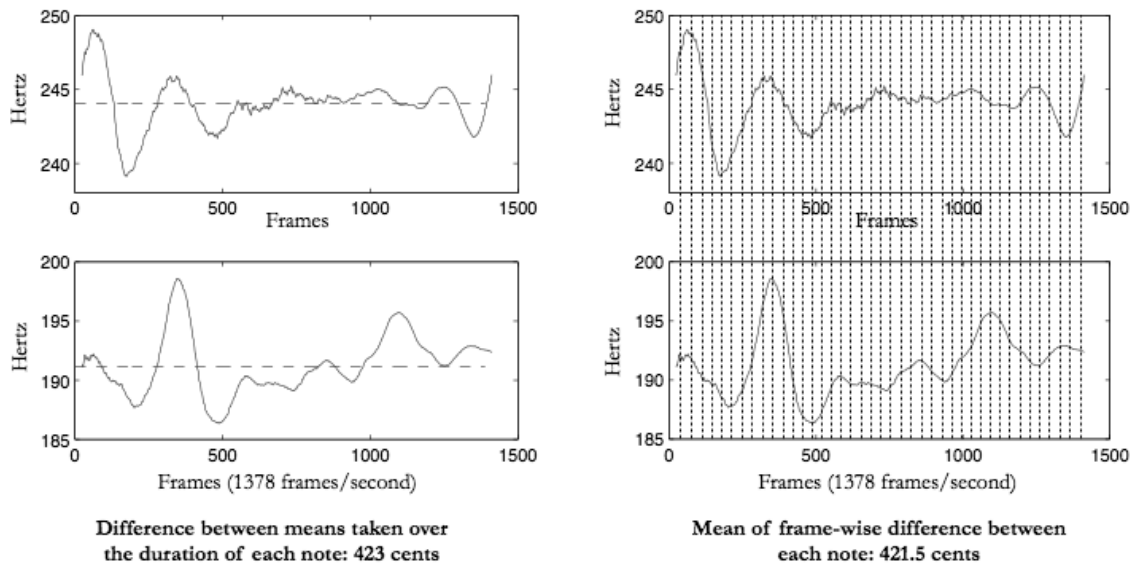 250
245
240
Hertz
0 500 1000 1500
Frames
200
195
190
185
Hertz
0 500 1000 1500
Frames (1378 frames/second)
Difference between means taken over
the duration of each note: 423 cents
250
245
240
Hertz
0 500 1000 1500
Frames
200
195
190
185
Hertz
0 500 1000 1500
Frames (1378 frames/second)
Mean of frame-wise difference between
each note: 421.5 cents